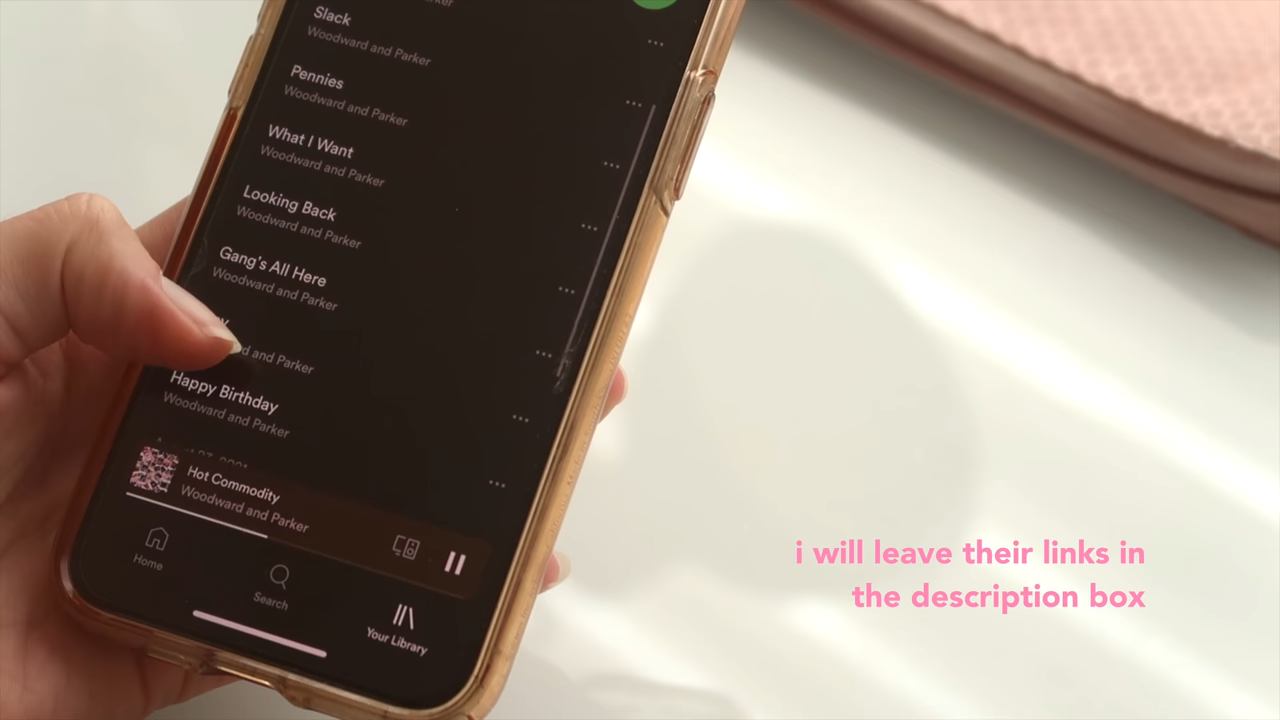 Slack
Woodward and Parker
Pennies
Woodward and Parker
What I Want
Woodward and Parker
Looking Back
Woodward and Parker
Gang's All Here
Woodward and Parker
and Parker
Happy Birthday
Woodward and Parker
Hot Commodity
Woodward and Parker
Home
Search
Your Library
i will leave their links in
the description box